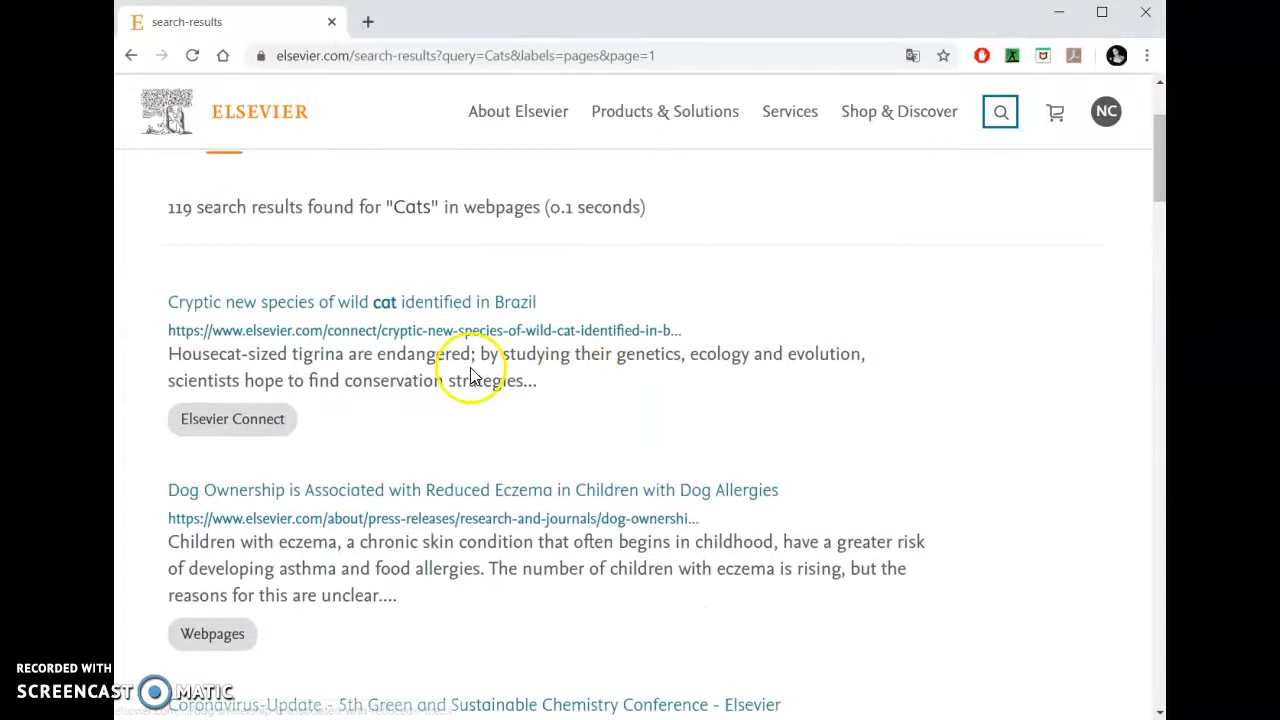 search-results
elsevier.com/search-results?query=Cats&labels=pages&page=1
ELSEVIER
About Elsevier
Products & Solutions
Services
Shop & Discover
NC
119 search results found for "Cats" in webpages (0.1 seconds)
Cryptic new species of wild cat identified in Brazil
https://www.elsevier.com/connect/cryptic-new-species-of-wild-cat-identified-in-b...
Housecat-sized tigrina are endangered; by studying their genetics, ecology and evolution,
scientists hope to find conservation strategies...
Elsevier Connect
Dog Ownership is Associated with Reduced Eczema in Children with Dog Allergies
https://www.elsevier.com/about/press-releases/research-and-journals/dog-ownershi...
Children with eczema, a chronic skin condition that often begins in childhood, have a greater risk
of developing asthma and food allergies. The number of children with eczema is rising, but the
reasons for this are unclear....
Webpages
Coronavirus-Update - 5th Green and Sustainable Chemistry Conference - Elsevier
RECORDED WITH
SCREENCAST MATIC